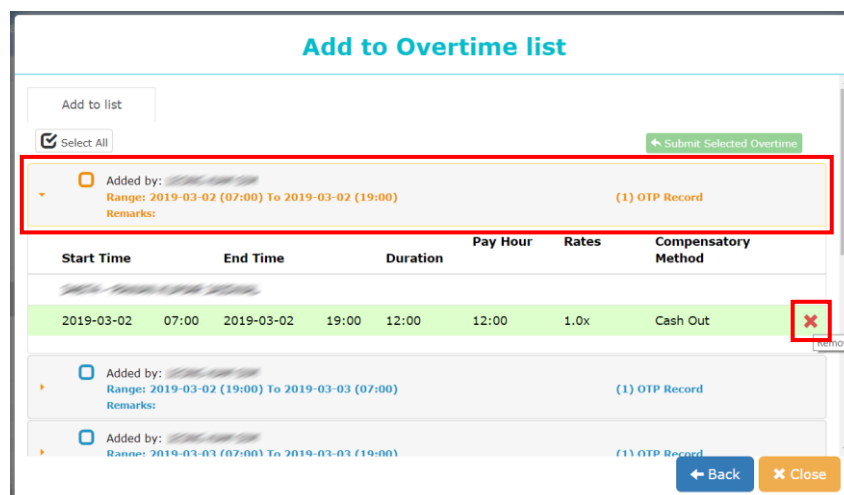 Add to Overtime list
Add to list
Select All
Submit Selected Overtime
Added by:
Range: 2019-03-02 (07:00) To 2019-03-02 (19:00) (1) OTP Record
Remarks:
Start Time End Time Duration Pay Hour Rates Compensatory Method
2019-03-02 07:00 2019-03-02 19:00 12:00 12:00 1.0x Cash Out
Remov
Added by:
Range: 2019-03-02 (19:00) To 2019-03-03 (07:00) (1) OTP Record
Remarks:
Added by:
Range: 2019-03-03 (07:00) To 2019-03-03 (19:00) (1) OTP Record
Back Close